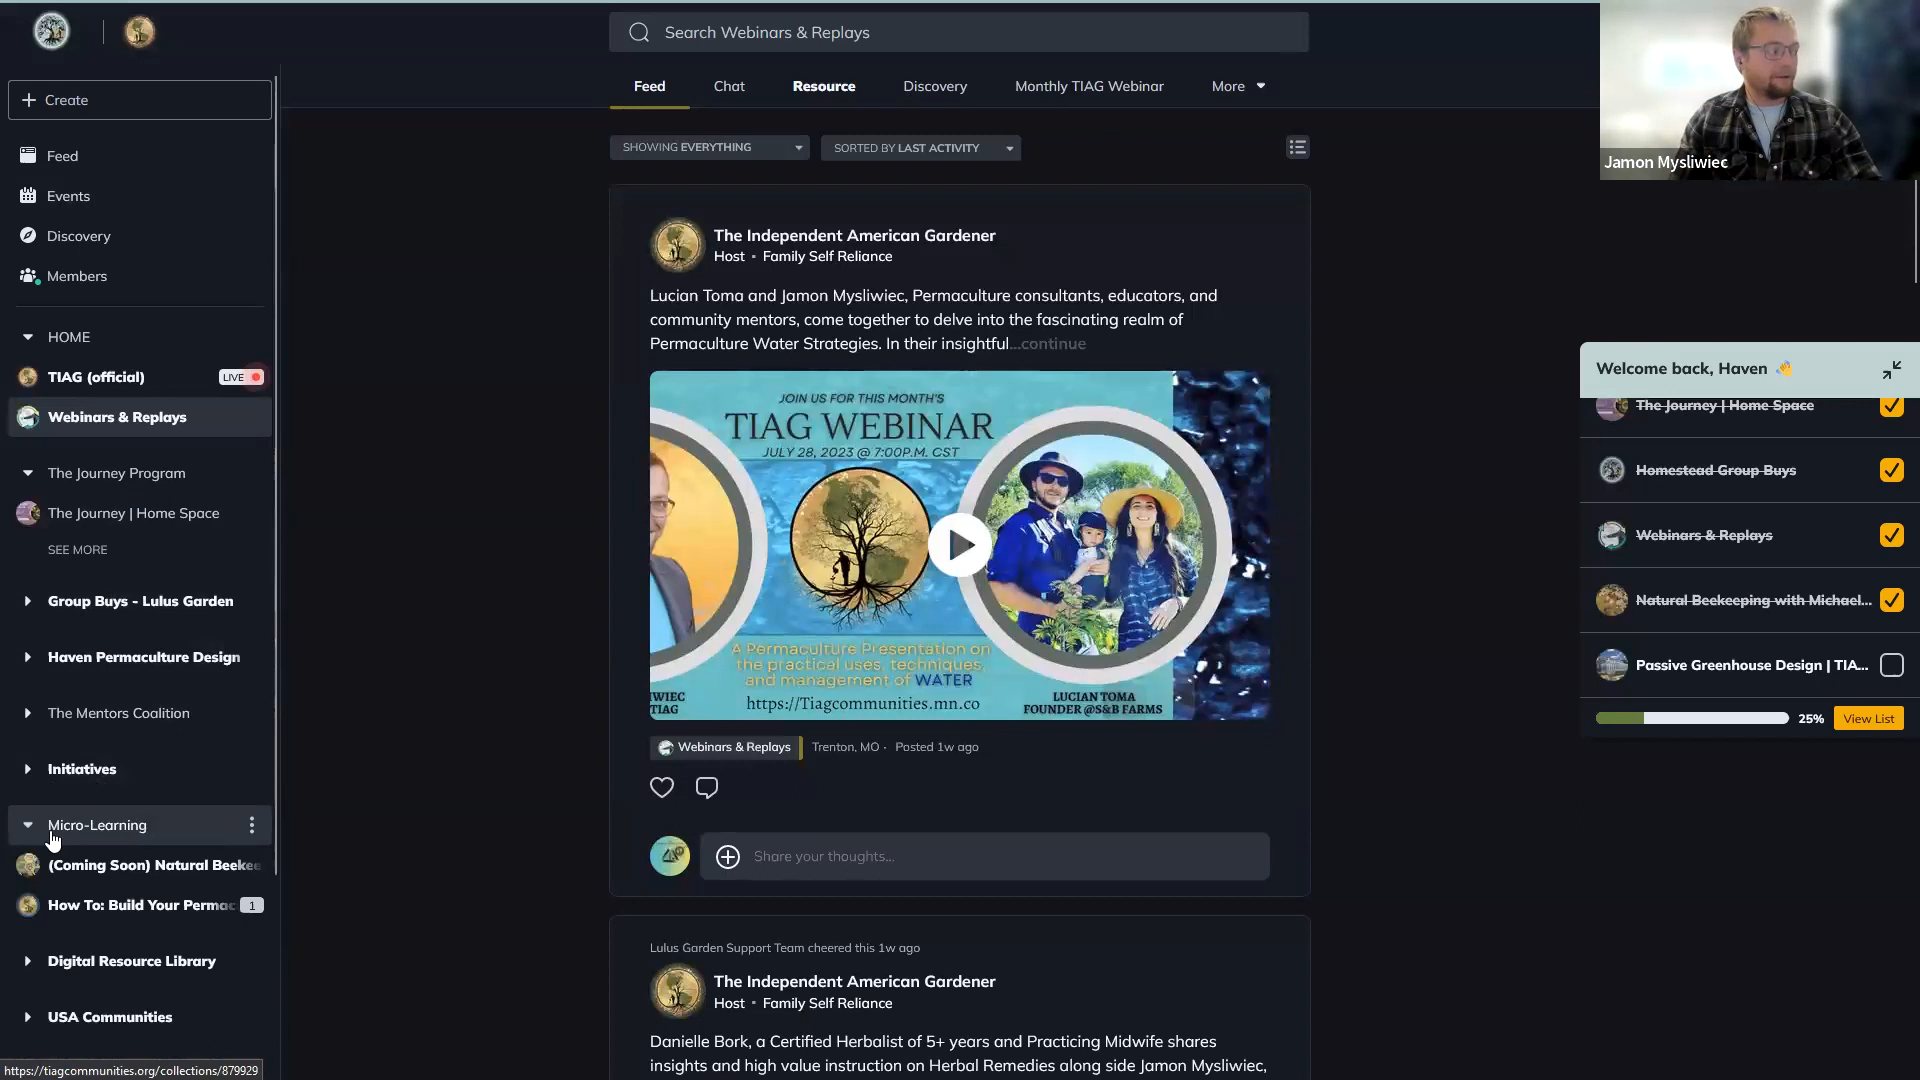 Search Webinars & Replays
Create
Feed
Events
Discovery
Members
HOME
TIAG (official)
LIVE
Webinars & Replays
The Journey Program
The Journey | Home Space
SEE MORE
Group Buys - Lulus Garden
Haven Permaculture Design
The Mentors Coalition
Initiatives
Micro-Learning
(Coming Soon) Natural Beekee
How To: Build Your Permac
1
Digital Resource Library
USA Communities
https://tiagcommunities.org/collections/879929
Feed
Chat
Resource
Discovery
Monthly TIAG Webinar
More
SHOWING EVERYTHING
SORTED BY LAST ACTIVITY
The Independent American Gardener
Host • Family Self Reliance
Lucian Toma and Jamon Mysliwiec, Permaculture consultants, educators, and
community mentors, come together to delve into the fascinating realm of
Permaculture Water Strategies. In their insightful...continue
JOIN US FOR THIS MONTH'S
TIAG WEBINAR
JULY 28, 2023 @ 7:00P.M. CST
A Permaculture Presentation on
the practical uses, techniques,
and management of WATER
https://Tiagcommunities.mn.co
IWIEC
TIAG
LUCIAN TOMA
FOUNDER @S&B FARMS
Webinars & Replays
Trenton, MO • Posted 1w ago
Share your thoughts...
Lulus Garden Support Team cheered this 1w ago
The Independent American Gardener
Host • Family Self Reliance
Danielle Bork, a Certified Herbalist of 5+ years and Practicing Midwife shares
insights and high value instruction on Herbal Remedies along side Jamon Mysliwiec,
Jamon Mysliwiec
Welcome back, Haven 👋
The Journey | Home Space
Homestead Group Buys
Webinars & Replays
Natural Beekeeping with Michael...
Passive Greenhouse Design | TIA...
25%
View List